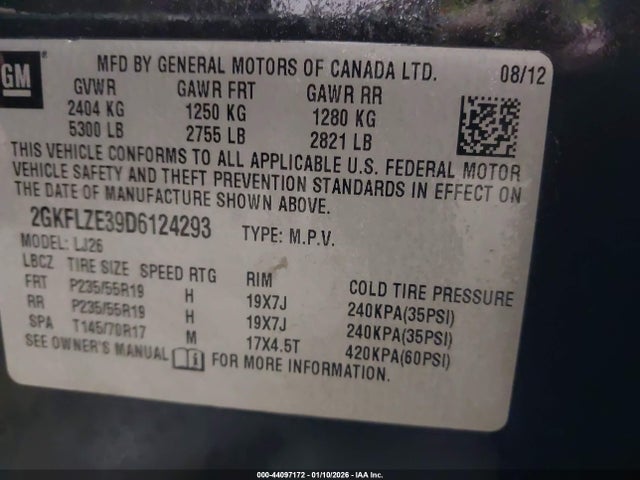 GM
MFD BY GENERAL MOTORS OF CANADA LTD. 08/12
GVWR GAWR FRT GAWR RR
2404 KG 1250 KG 1280 KG
5300 LB 2755 LB 2821 LB
THIS VEHICLE CONFORMS TO ALL APPLICABLE U.S. FEDERAL MOTOR
VEHICLE SAFETY AND THEFT PREVENTION STANDARDS IN EFFECT ON
THE DATE OF MANUFACTURE SHOWN ABOVE.
2GKFLZE39D6124293 TYPE: M.P.V.
MODEL: LJ26
LBCZ TIRE SIZE SPEED RTG RIM COLD TIRE PRESSURE
FRT P235/55R19 H 19X7J 240KPA(35PSI)
RR P235/55R19 H 19X7J 240KPA(35PSI)
SPA T145/70R17 M 17X4.5T 420KPA(60PSI)
SEE OWNER'S MANUAL FOR MORE INFORMATION.
000-44097172 - 01/10/2026 - IAA Inc.